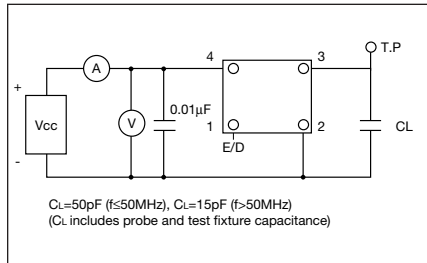 T.P
A
4
3
+
0.01μF
Vcc
V
1
2
CL
E/D
-
CL=50pF (f≤50MHz), CL=15pF (f>50MHz)
(CL includes probe and test fixture capacitance)